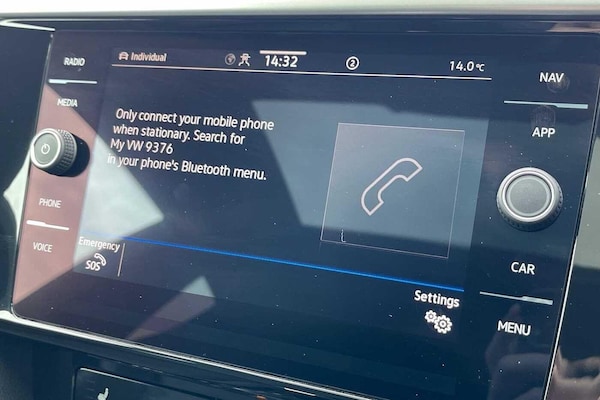 RADIO
MEDIA
PHONE
VOICE
Individual
14:32
2
14.0°C
Only connect your mobile phone
when stationary. Search for
My VW 9376
in your phone's Bluetooth menu.
Emergency
SOS
Settings
NAV
APP
CAR
MENU